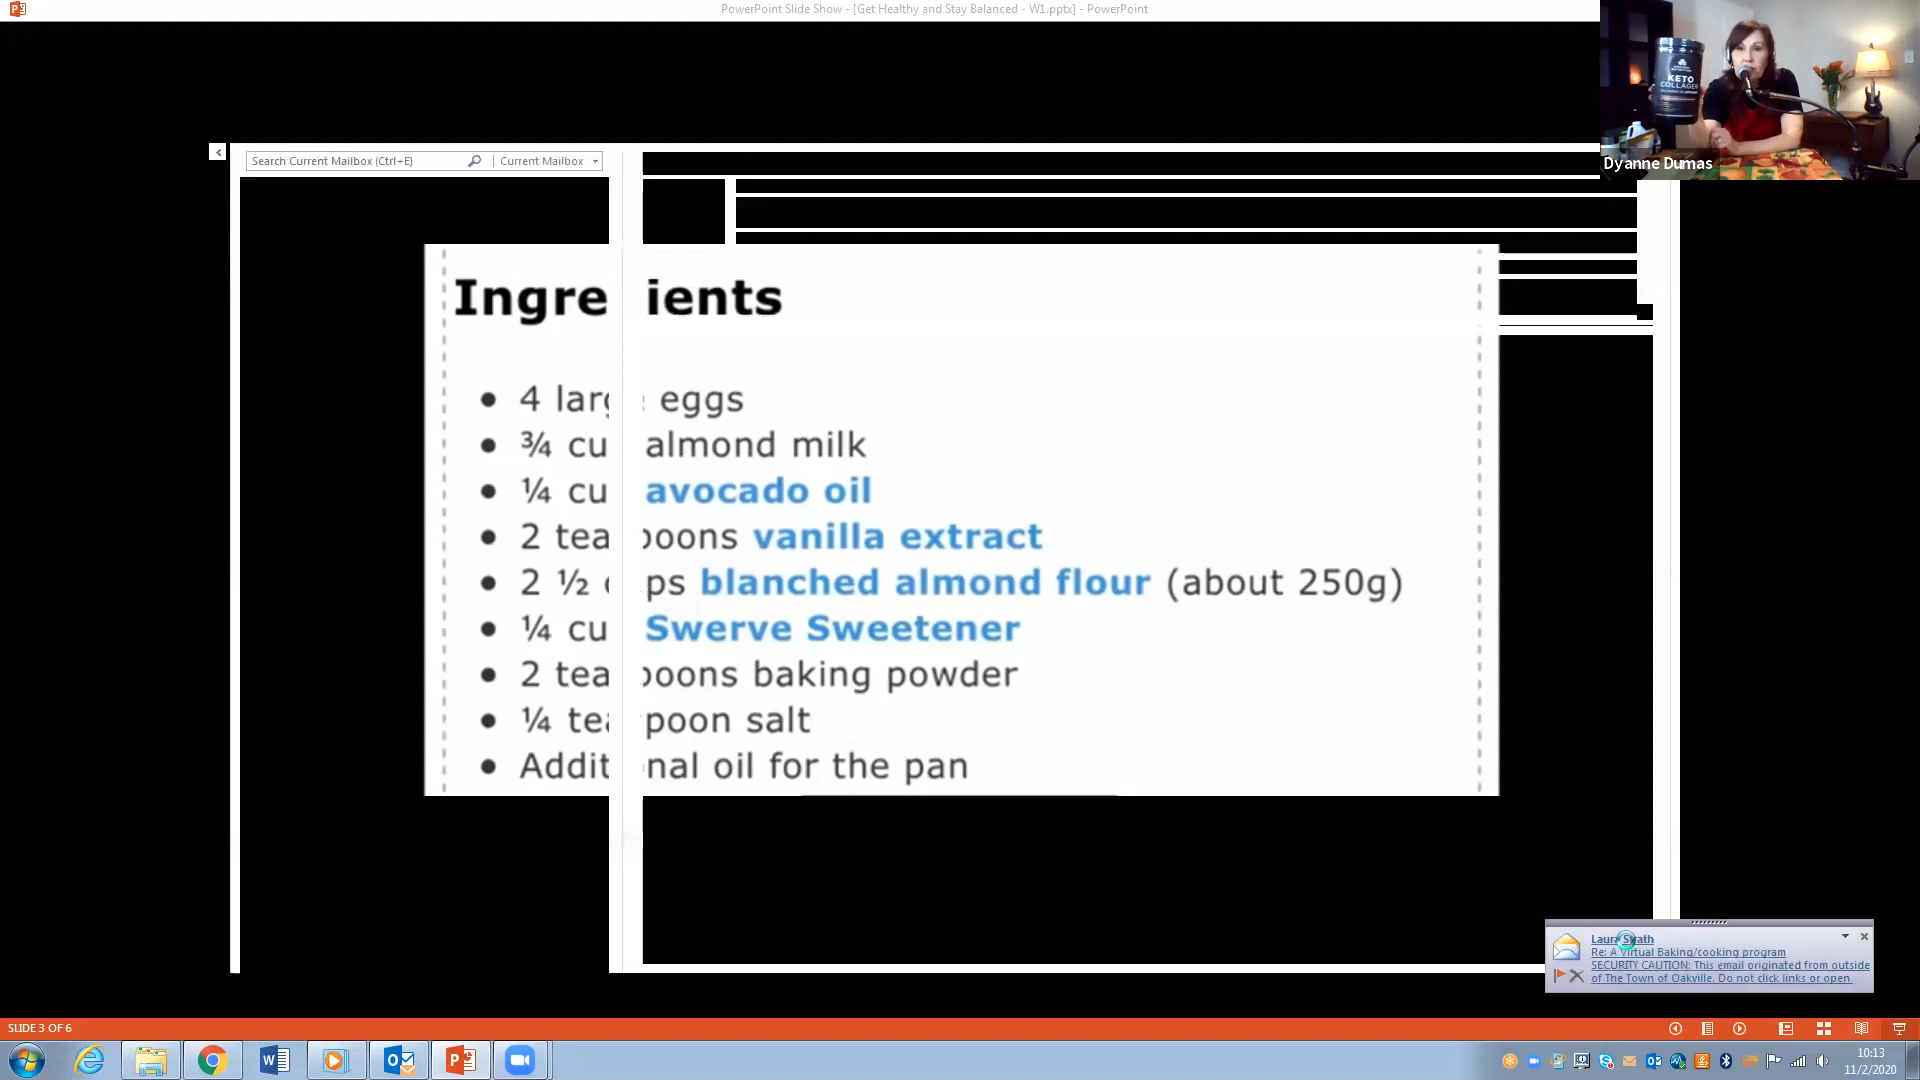 PowerPoint Slide Show - [Get Healthy and Stay Balanced - W1.pptx] - PowerPoint
KETO
COLLAGEN
Dyanne Dumas
Search Current Mailbox (Ctrl+E)
Current Mailbox
Ingre ients
4 larg eggs
¾ cu almond milk
¼ cu avocado oil
2 tea poons vanilla extract
2 ½ ps blanched almond flour (about 250g)
¼ cu Swerve Sweetener
2 tea poons baking powder
¼ tea poon salt
Addit nal oil for the pan
Laura
Re: A Virtual Baking/cooking program
SECURITY CAUTION: This email originated from outside
of The Town of Oakville. Do not click links or open
SLIDE 3 OF 6
10:13
11/2/2020